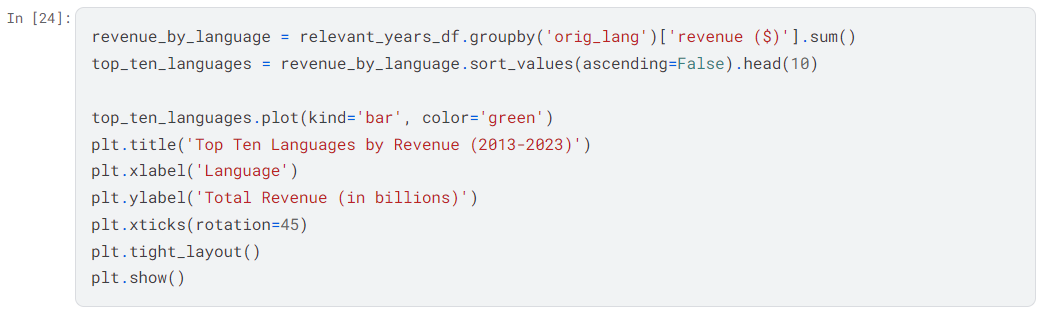 In [24]:
revenue_by_language = relevant_years_df.groupby('orig_lang')['revenue ($)'].sum()
top_ten_languages = revenue_by_language.sort_values(ascending=False).head(10)

top_ten_languages.plot(kind='bar', color='green')
plt.title('Top Ten Languages by Revenue (2013-2023)')
plt.xlabel('Language')
plt.ylabel('Total Revenue (in billions)')
plt.xticks(rotation=45)
plt.tight_layout()
plt.show()